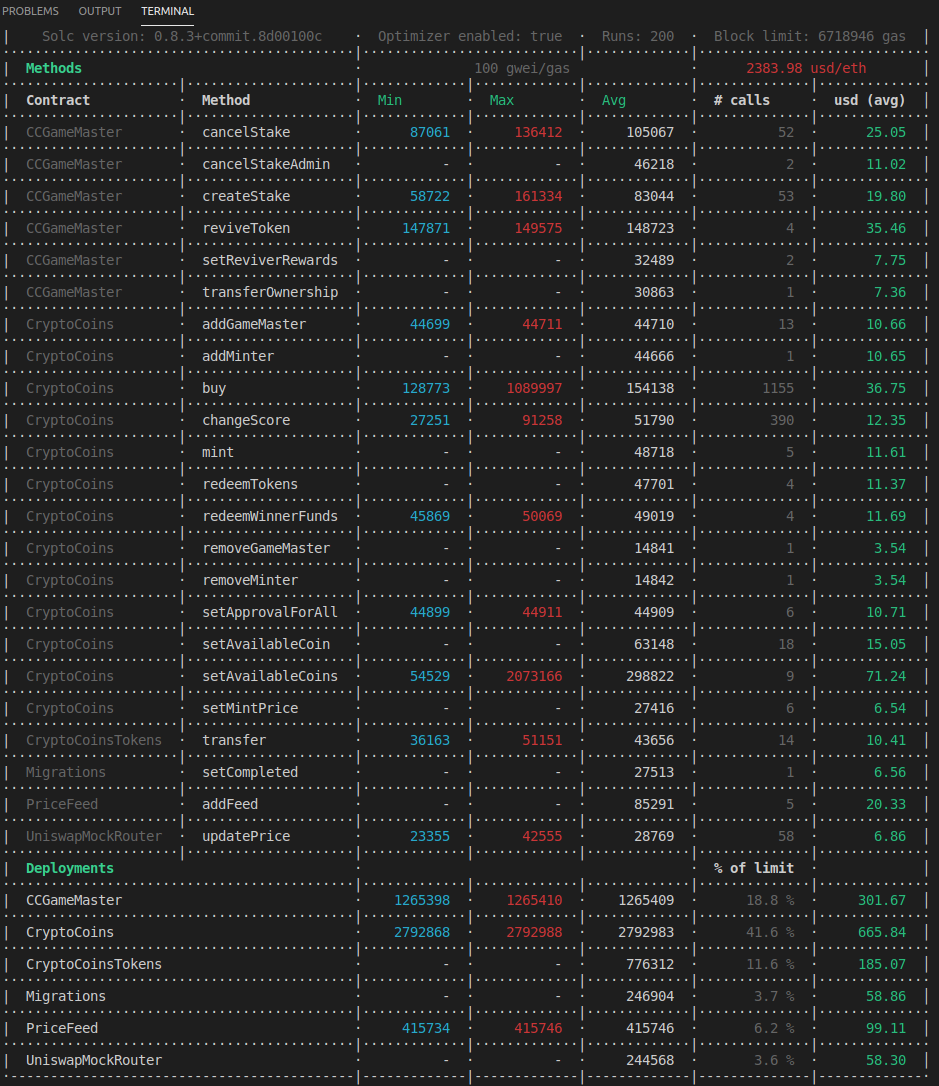 PROBLEMS OUTPUT TERMINAL
| Solc version: 0.8.3+commit.8d00100c · Optimizer enabled: true · Runs: 200 · Block limit: 6718946 gas |
| Methods · 100 gwei/gas · 2383.98 usd/eth |
| Contract · Method · Min · Max · Avg · # calls · usd (avg) |
| CCGameMaster · cancelStake · 87061 · 136412 · 105067 · 52 · 25.05 |
| CCGameMaster · cancelStakeAdmin · - · - · 46218 · 2 · 11.02 |
| CCGameMaster · createStake · 58722 · 161334 · 83044 · 53 · 19.80 |
| CCGameMaster · reviveToken · 147871 · 149575 · 148723 · 4 · 35.46 |
| CCGameMaster · setReviverRewards · - · - · 32489 · 2 · 7.75 |
| CCGameMaster · transferOwnership · - · - · 30863 · 1 · 7.36 |
| CryptoCoins · addGameMaster · 44699 · 44711 · 44710 · 13 · 10.66 |
| CryptoCoins · addMinter · - · - · 44666 · 1 · 10.65 |
| CryptoCoins · buy · 128773 · 1089997 · 154138 · 1155 · 36.75 |
| CryptoCoins · changeScore · 27251 · 91258 · 51790 · 390 · 12.35 |
| CryptoCoins · mint · - · - · 48718 · 5 · 11.61 |
| CryptoCoins · redeemTokens · - · - · 47701 · 4 · 11.37 |
| CryptoCoins · redeemWinnerFunds · 45869 · 50069 · 49019 · 4 · 11.69 |
| CryptoCoins · removeGameMaster · - · - · 14841 · 1 · 3.54 |
| CryptoCoins · removeMinter · - · - · 14842 · 1 · 3.54 |
| CryptoCoins · setApprovalForAll · 44899 · 44911 · 44909 · 6 · 10.71 |
| CryptoCoins · setAvailableCoin · - · - · 63148 · 18 · 15.05 |
| CryptoCoins · setAvailableCoins · 54529 · 2073166 · 298822 · 9 · 71.24 |
| CryptoCoins · setMintPrice · - · - · 27416 · 6 · 6.54 |
| CryptoCoinsTokens · transfer · 36163 · 51151 · 43656 · 14 · 10.41 |
| Migrations · setCompleted · - · - · 27513 · 1 · 6.56 |
| PriceFeed · addFeed · - · - · 85291 · 5 · 20.33 |
| UniswapMockRouter · updatePrice · 23355 · 42555 · 28769 · 58 · 6.86 |
| Deployments · · % of limit · |
| CCGameMaster · 1265398 · 1265410 · 1265409 · 18.8 % · 301.67 |
| CryptoCoins · 2792868 · 2792988 · 2792983 · 41.6 % · 665.84 |
| CryptoCoinsTokens · - · - · 776312 · 11.6 % · 185.07 |
| Migrations · - · - · 246904 · 3.7 % · 58.86 |
| PriceFeed · 415734 · 415746 · 415746 · 6.2 % · 99.11 |
| UniswapMockRouter · - · - · 244568 · 3.6 % · 58.30 |